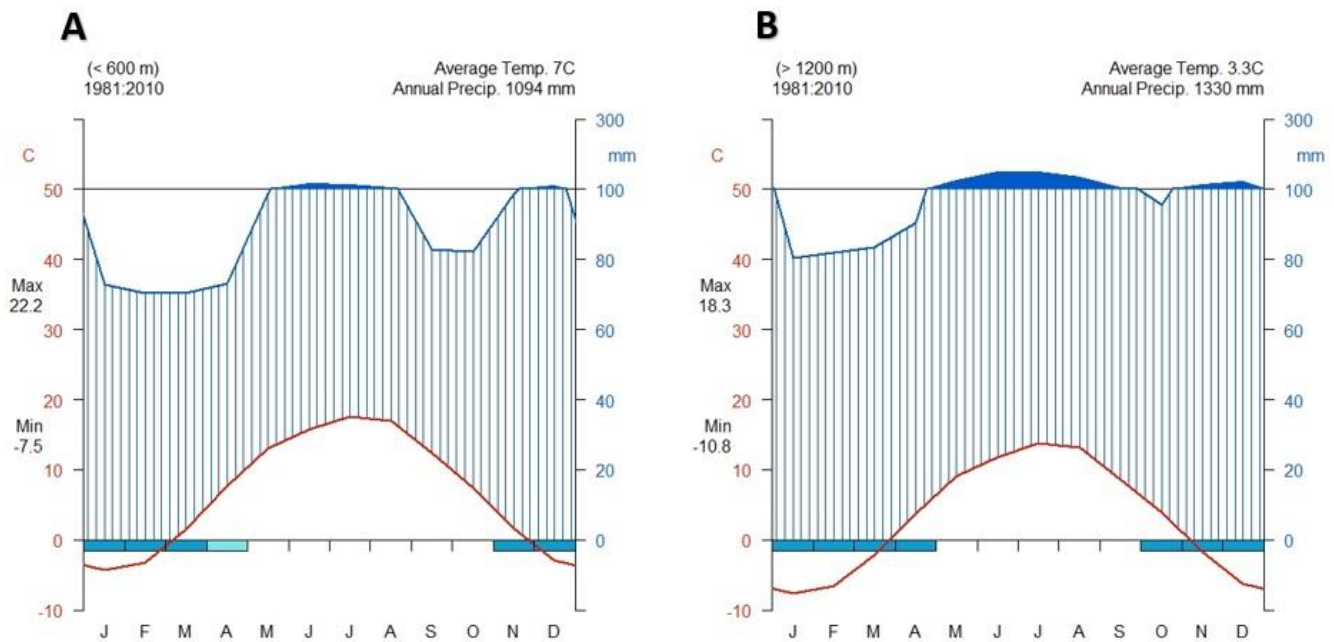 A
(< 600 m)
1981:2010
Average Temp. 7C
Annual Precip. 1094 mm
C
50
40
30
20
10
0
-10
Max
22.2
Min
-7.5
300
mm
100
80
60
40
20
0
J F M A M J J A S O N D
B
(> 1200 m)
1981:2010
Average Temp. 3.3C
Annual Precip. 1330 mm
C
50
40
30
20
10
0
-10
Max
18.3
Min
-10.8
300
mm
100
80
60
40
20
0
J F M A M J J A S O N D